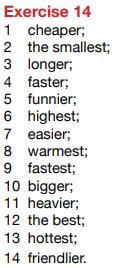 Exercise 14
1 cheaper;
2 the smallest;
3 longer;
4 faster;
5 funnier;
6 highest;
7 easier;
8 warmest;
9 fastest;
10 bigger;
11 heavier;
12 the best;
13 hottest;
14 friendlier.